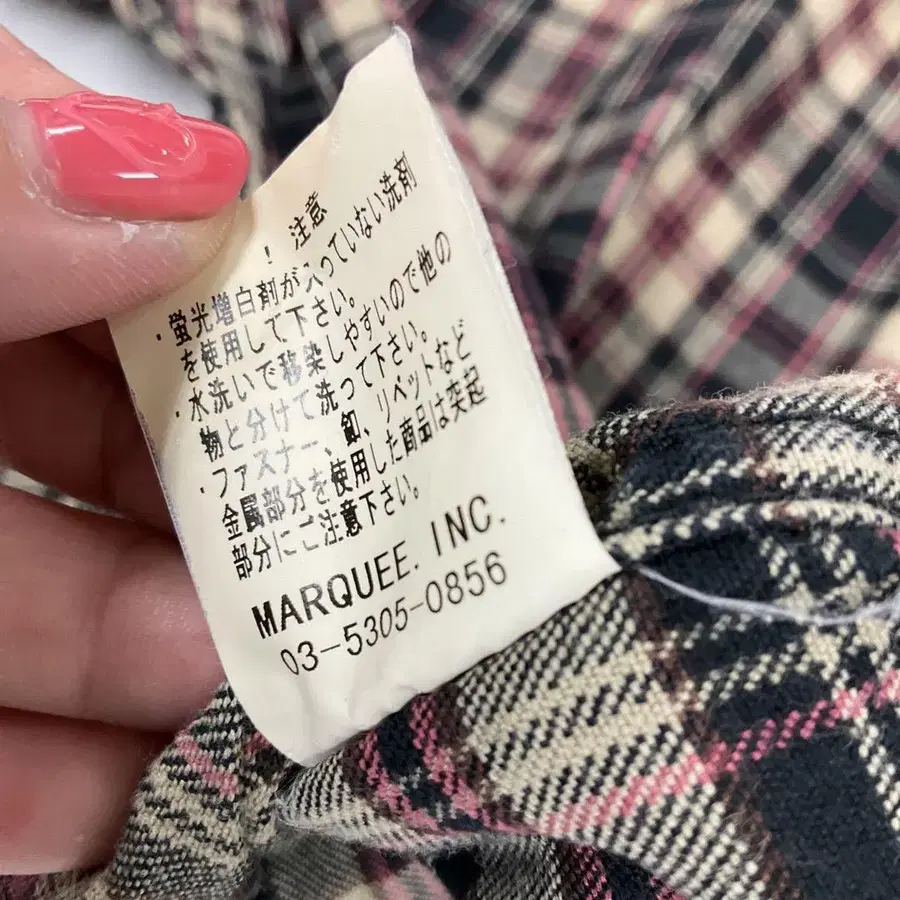 ! 注意
・蛍光増白剤が入っていない洗剤
を使用して下さい。
・水洗いで移染しやすいので他の
物と分けて洗って下さい。
・ファスナー、釦、リベットなど
金属部分を使用した商品は突起
部分にご注意下さい。
MARQUEE. INC.
03-5305-0856